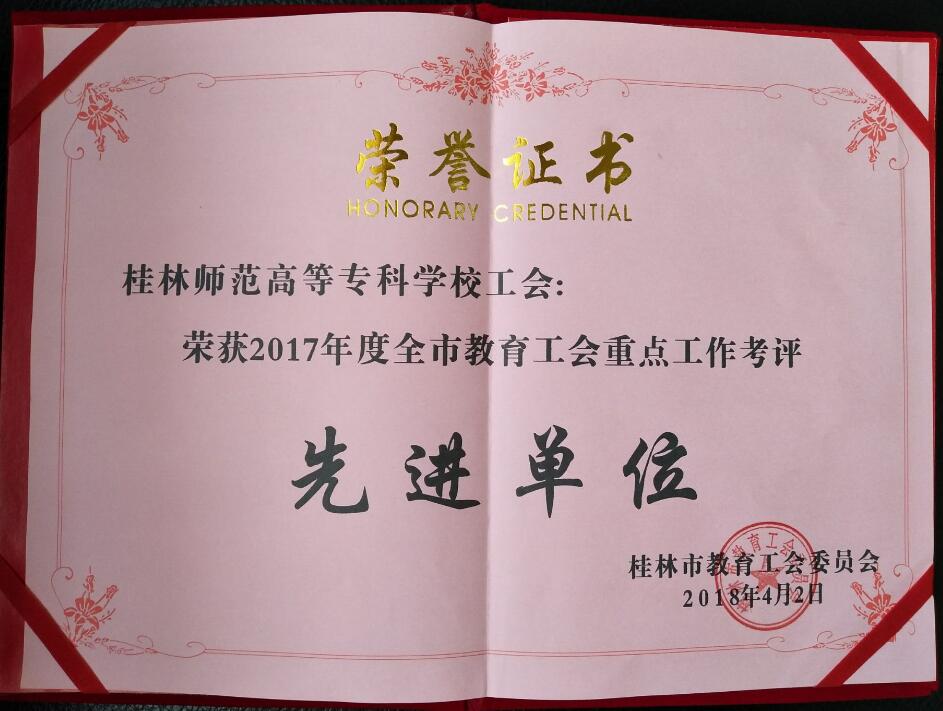 荣誉证书
HONORARY CREDENTIAL
桂林师范高等专科学校工会:
荣获2017年度全市教育工会重点工作考评
先进单位
桂林市教育工会委员会
2018年4月2日